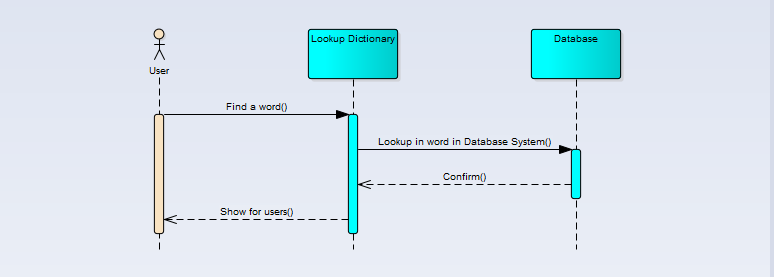 Lookup Dictionary
Database
User
Find a word()
Lookup in word in Database System()
Confirm()
Show for users()